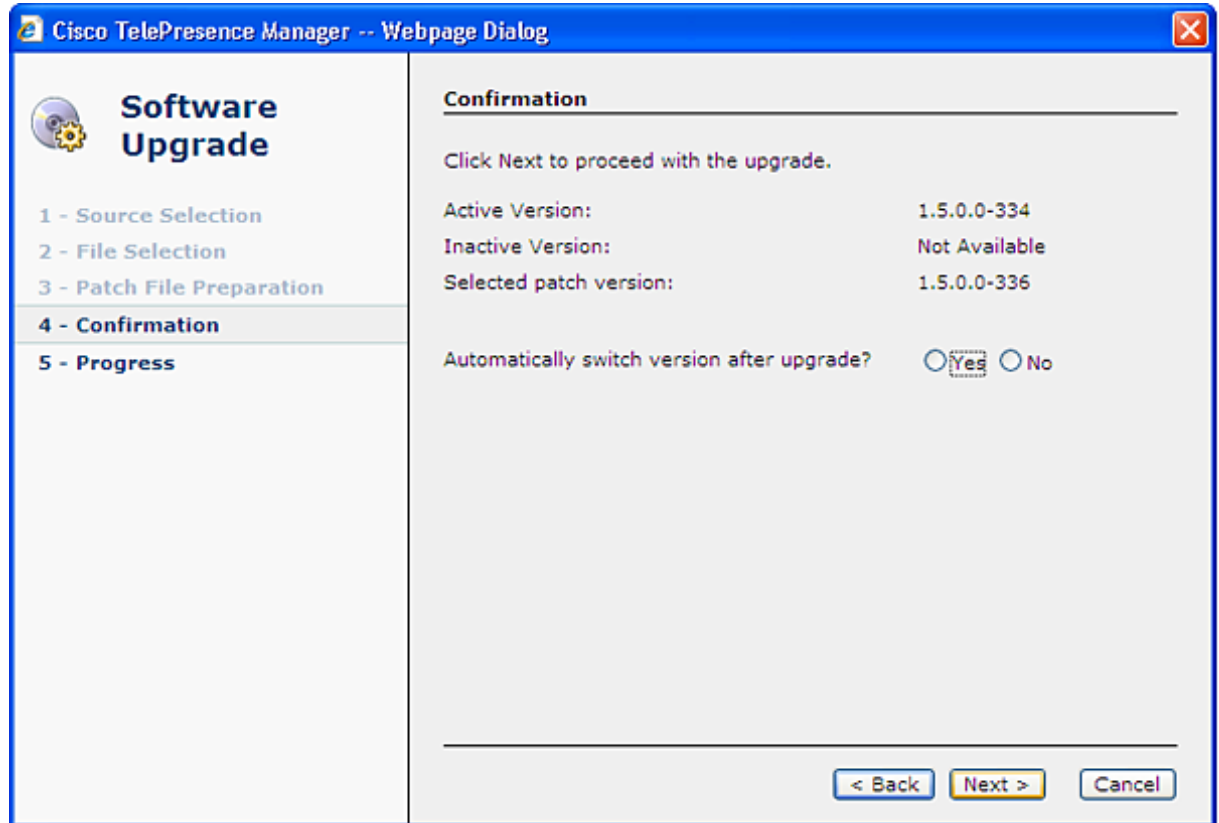 Cisco TelePresence Manager -- Webpage Dialog
Software
Upgrade
1 - Source Selection
2 - File Selection
3 - Patch File Preparation
4 - Confirmation
5 - Progress
Confirmation
Click Next to proceed with the upgrade.
Active Version: 1.5.0.0-334
Inactive Version: Not Available
Selected patch version: 1.5.0.0-336
Automatically switch version after upgrade? Yes No
< Back Next > Cancel